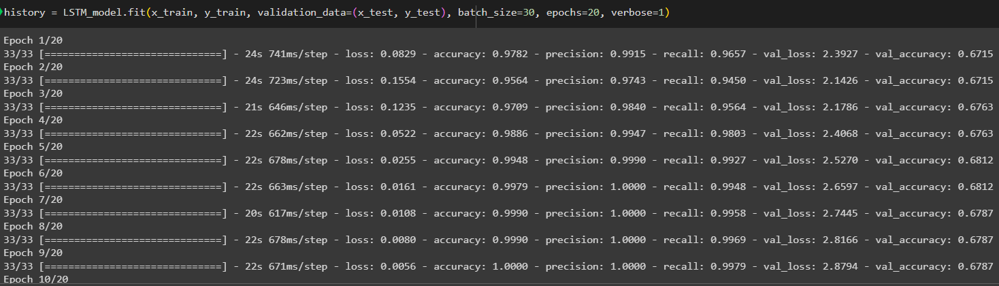 history = LSTM_model.fit(x_train, y_train, validation_data=(x_test, y_test), batch_size=30, epochs=20, verbose=1)
Epoch 1/20
33/33 [==============================] - 24s 741ms/step - loss: 0.0829 - accuracy: 0.9782 - precision: 0.9915 - recall: 0.9657 - val_loss: 2.3927 - val_accuracy: 0.6715
Epoch 2/20
33/33 [==============================] - 24s 723ms/step - loss: 0.1554 - accuracy: 0.9564 - precision: 0.9743 - recall: 0.9450 - val_loss: 2.1426 - val_accuracy: 0.6715
Epoch 3/20
33/33 [==============================] - 21s 646ms/step - loss: 0.1235 - accuracy: 0.9709 - precision: 0.9840 - recall: 0.9564 - val_loss: 2.1786 - val_accuracy: 0.6763
Epoch 4/20
33/33 [==============================] - 22s 662ms/step - loss: 0.0522 - accuracy: 0.9886 - precision: 0.9947 - recall: 0.9803 - val_loss: 2.4068 - val_accuracy: 0.6763
Epoch 5/20
33/33 [==============================] - 22s 678ms/step - loss: 0.0255 - accuracy: 0.9948 - precision: 0.9990 - recall: 0.9927 - val_loss: 2.5270 - val_accuracy: 0.6812
Epoch 6/20
33/33 [==============================] - 22s 663ms/step - loss: 0.0161 - accuracy: 0.9979 - precision: 1.0000 - recall: 0.9948 - val_loss: 2.6597 - val_accuracy: 0.6812
Epoch 7/20
33/33 [==============================] - 20s 617ms/step - loss: 0.0108 - accuracy: 0.9990 - precision: 1.0000 - recall: 0.9958 - val_loss: 2.7445 - val_accuracy: 0.6787
Epoch 8/20
33/33 [==============================] - 22s 678ms/step - loss: 0.0080 - accuracy: 0.9990 - precision: 1.0000 - recall: 0.9969 - val_loss: 2.8166 - val_accuracy: 0.6787
Epoch 9/20
33/33 [==============================] - 22s 671ms/step - loss: 0.0056 - accuracy: 1.0000 - precision: 1.0000 - recall: 0.9979 - val_loss: 2.8794 - val_accuracy: 0.6787
Epoch 10/20